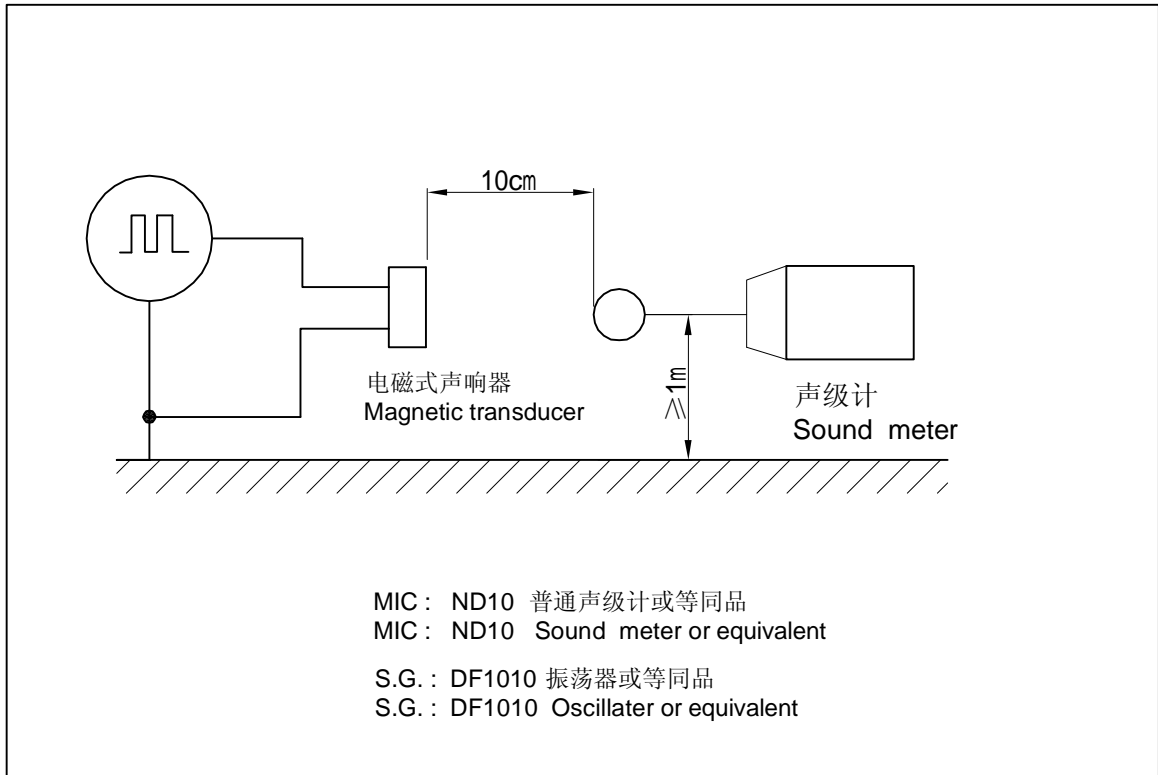 10㎝
≥1m
电磁式声响器
Magnetic transducer
声级计
Sound meter
MIC : ND10 普通声级计或等同品
MIC : ND10 Sound meter or equivalent
S.G. : DF1010 振荡器或等同品
S.G. : DF1010 Oscillater or equivalent